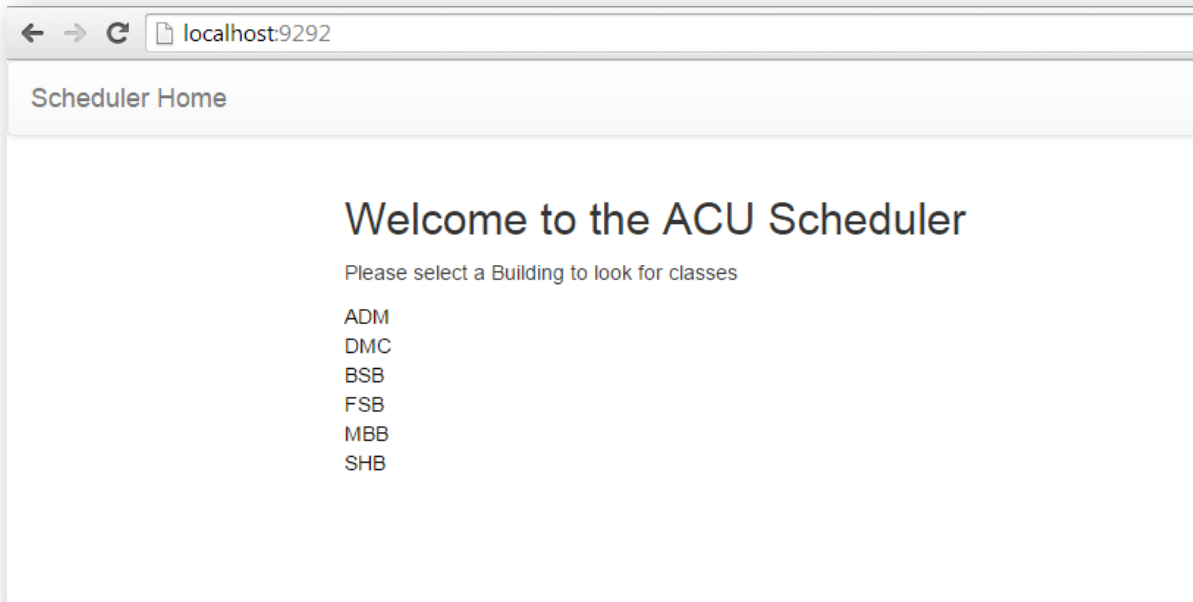 localhost:9292
Scheduler Home
Welcome to the ACU Scheduler
Please select a Building to look for classes
ADM
DMC
BSB
FSB
MBB
SHB